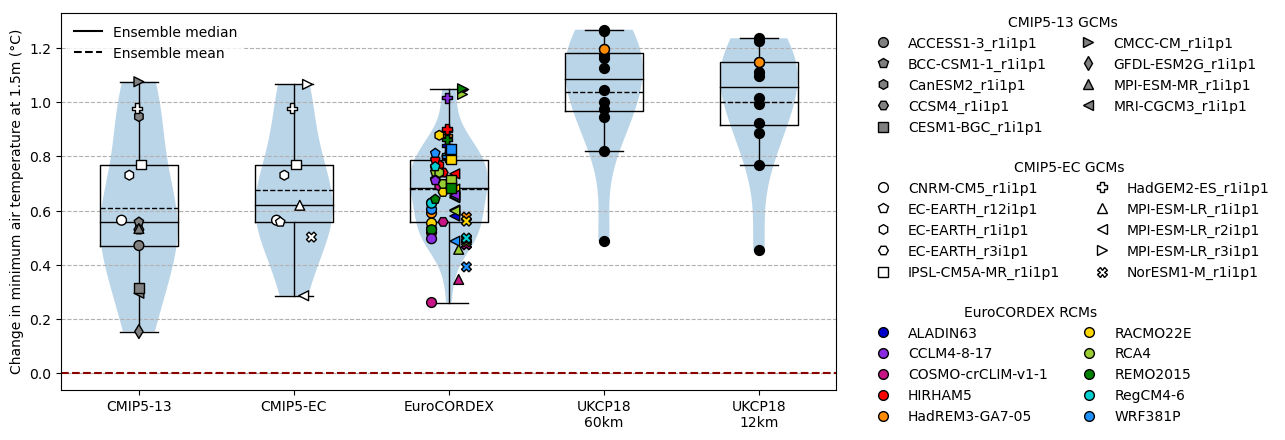 Change in minimum air temperature at 1.5m (°C)
1.2
1.0
0.8
0.6
0.4
0.2
0.0
Ensemble median
Ensemble mean
CMIP5-13
CMIP5-EC
EuroCORDEX
UKCP18
60km
UKCP18
12km
CMIP5-13 GCMs
ACCESS1-3_r1i1p1
BCC-CSM1-1_r1i1p1
CanESM2_r1i1p1
CCSM4_r1i1p1
CESM1-BGC_r1i1p1
CMCC-CM_r1i1p1
GFDL-ESM2G_r1i1p1
MPI-ESM-MR_r1i1p1
MRI-CGCM3_r1i1p1
CMIP5-EC GCMs
CNRM-CM5_r1i1p1
EC-EARTH_r12i1p1
EC-EARTH_r1i1p1
EC-EARTH_r3i1p1
IPSL-CM5A-MR_r1i1p1
HadGEM2-ES_r1i1p1
MPI-ESM-LR_r1i1p1
MPI-ESM-LR_r2i1p1
MPI-ESM-LR_r3i1p1
NorESM1-M_r1i1p1
EuroCORDEX RCMs
ALADIN63
CCLM4-8-17
COSMO-crCLIM-v1-1
HIRHAM5
HadREM3-GA7-05
RACMO22E
RCA4
REMO2015
RegCM4-6
WRF381P